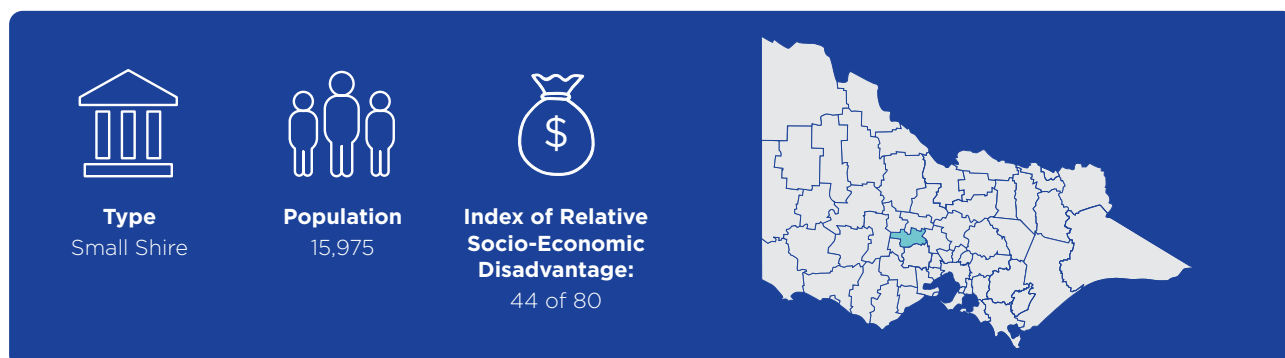 $
Type
Small Shire
Population
15,975
Index of Relative
Socio-Economic
Disadvantage:
44 of 80